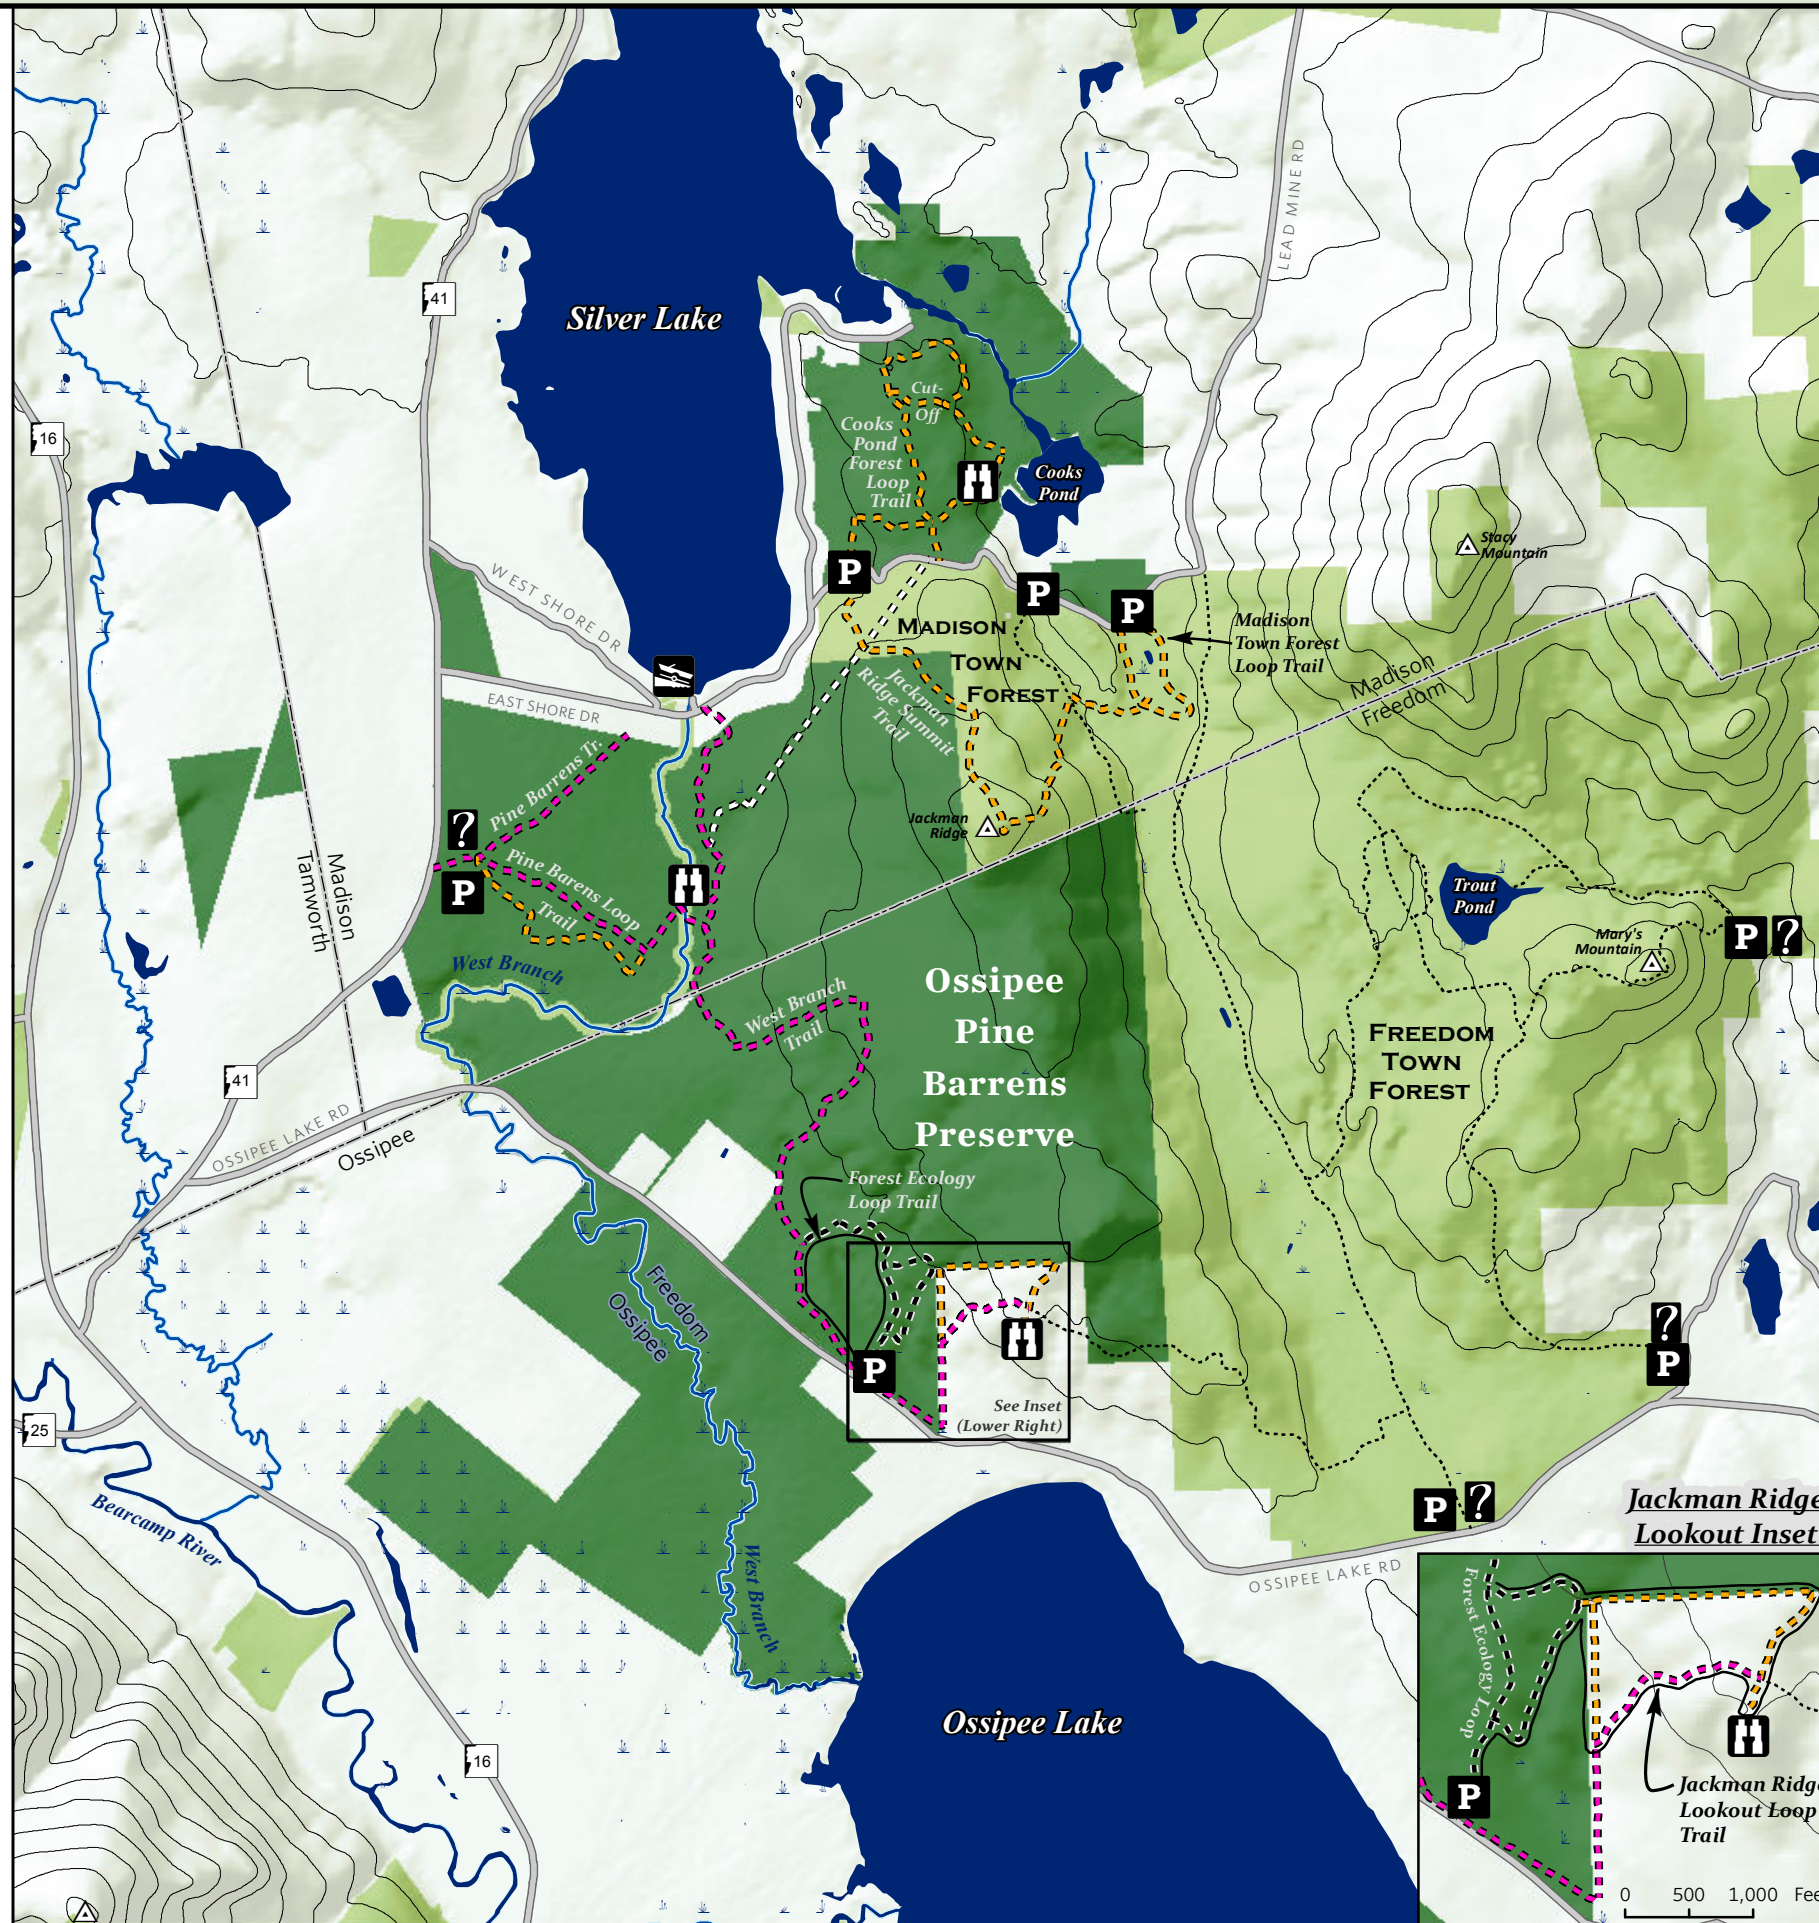 LEAD MINE RD
41
Silver Lake
Cut-
Off
Cooks
Pond
Forest
Loop
Trail
16
Cooks
Pond
Stacy
Mountain
WEST SHORE DR
P
P
P
Madison
Town Forest
Loop Trail
Madison
Town
Forest
Madison
Freedom
Jackman
Ridge Summit
Trail
EAST SHORE DR
Pine Barrens Tr.
?
P
Jackman
Ridge
Pine Barens Loop
Trail
Madison
Tamworth
Trout
Pond
Mary's
Mountain
P
?
West Branch
Ossipee
Pine
Barrens
Preserve
West Branch
Trail
Freedom
Town
Forest
41
OSSIPEE LAKE RD
Ossipee
Forest Ecology
Loop Trail
Freedom
Ossipee
?
P
P
See Inset
(Lower Right)
25
Bearcamp River
P
?
Jackman Ridge
Lookout Inset
OSSIPEE LAKE RD
West Branch
Forest Ecology Loop
Ossipee Lake
16
P
Jackman Ridge
Lookout Loop
Trail
0 500 1,000 Fee